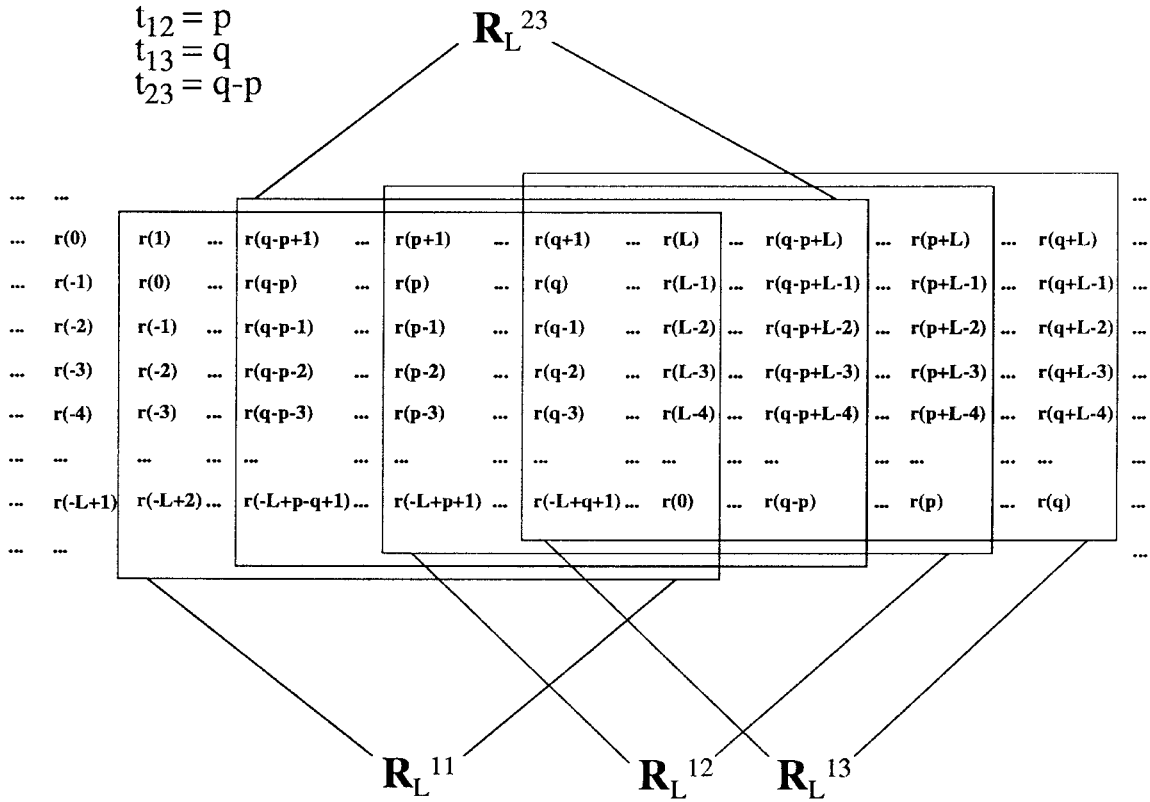 t12 = p
t13 = q
t23 = q-p
RL23
... ... ...
... r(0) r(1) ... r(q-p+1) ... r(p+1) ... r(q+1) ... r(L) ... r(q-p+L) ... r(p+L) ... r(q+L) ...
... r(-1) r(0) ... r(q-p) ... r(p) ... r(q) ... r(L-1) ... r(q-p+L-1) ... r(p+L-1) ... r(q+L-1) ...
... r(-2) r(-1) ... r(q-p-1) ... r(p-1) ... r(q-1) ... r(L-2) ... r(q-p+L-2) ... r(p+L-2) ... r(q+L-2) ...
... r(-3) r(-2) ... r(q-p-2) ... r(p-2) ... r(q-2) ... r(L-3) ... r(q-p+L-3) ... r(p+L-3) ... r(q+L-3) ...
... r(-4) r(-3) ... r(q-p-3) ... r(p-3) ... r(q-3) ... r(L-4) ... r(q-p+L-4) ... r(p+L-4) ... r(q+L-4) ...
... ... ... ... ... ... ... ... ... ... ... ... ... ... ... ... ...
... r(-L+1) r(-L+2) ... r(-L+p-q+1) ... r(-L+p+1) ... r(-L+q+1) ... r(0) ... r(q-p) ... r(p) ... r(q) ...
... ... ...
RL11 RL12 RL13